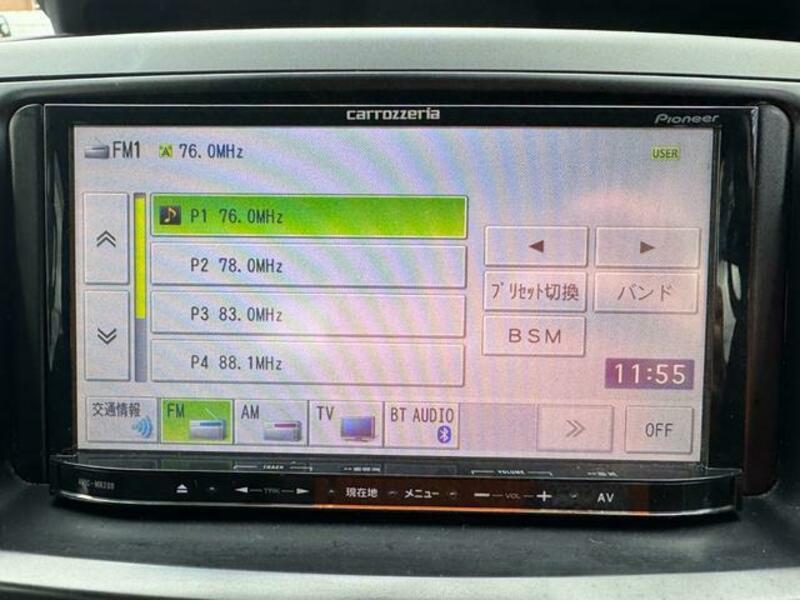 carrozzeria
Pioneer
FM1 A 76.0MHz
USER
P1 76.0MHz
P2 78.0MHz
P3 83.0MHz
P4 88.1MHz
プリセット切換
バンド
BSM
11:55
交通情報
FM
AM
TV
BT AUDIO
OFF
TRACK
VOLUME
TRK
現在地
メニュー
VOL
AV